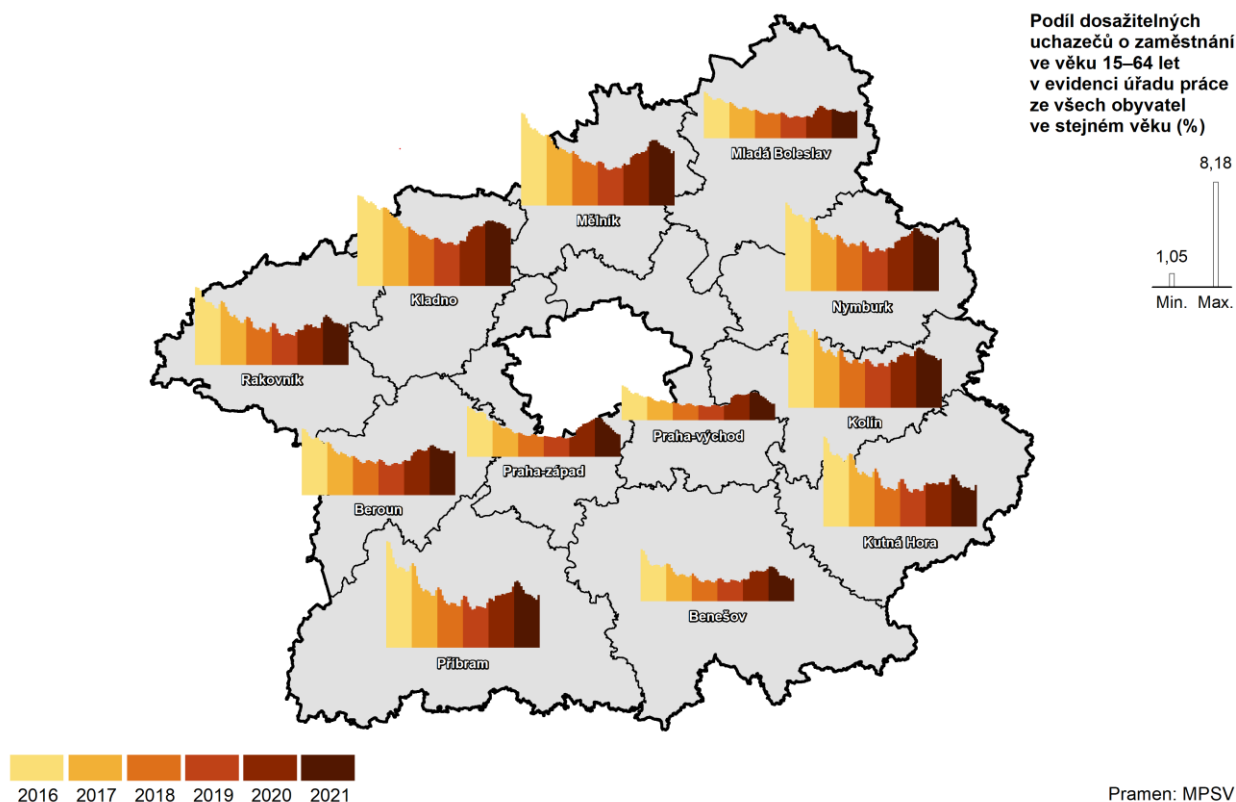 Podíl dosažitelných
uchazečů o zaměstnání
ve věku 15–64 let
v evidenci úřadu práce
ze všech obyvatel
ve stejném věku (%)
8,18
1,05
Min. Max.
Mladá Boleslav
Mělník
Kladno
Nymburk
Rakovník
Kolín
Praha-východ
Praha-západ
Beroun
Kutná Hora
Benešov
Příbram
2016 2017 2018 2019 2020 2021
Pramen: MPSV